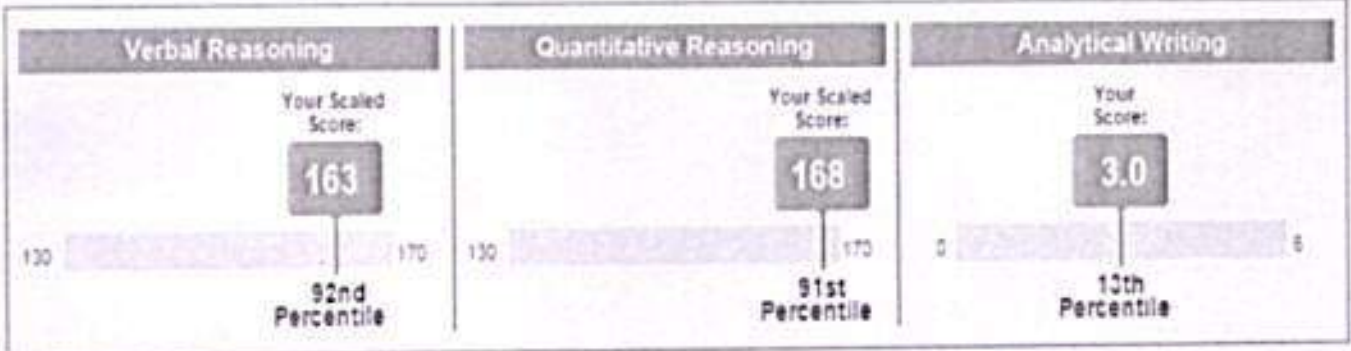 Verbal Reasoning
Your Scaled
Score:
163
130
170
92nd
Percentile
Quantitative Reasoning
Your Scaled
Score:
168
130
170
91st
Percentile
Analytical Writing
Your
Score:
3.0
0
6
13th
Percentile